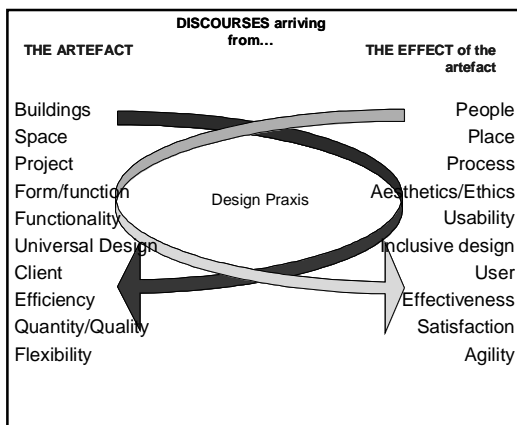 DISCOURSES arriving
from…
THE ARTEFACT
THE EFFECT of the
artefact
Buildings
Space
Project
Form/function
Functionality
Universal Design
Client
Efficiency
Quantity/Quality
Flexibility
Design Praxis
People
Place
Process
Aesthetics/Ethics
Usability
Inclusive design
User
Effectiveness
Satisfaction
Agility